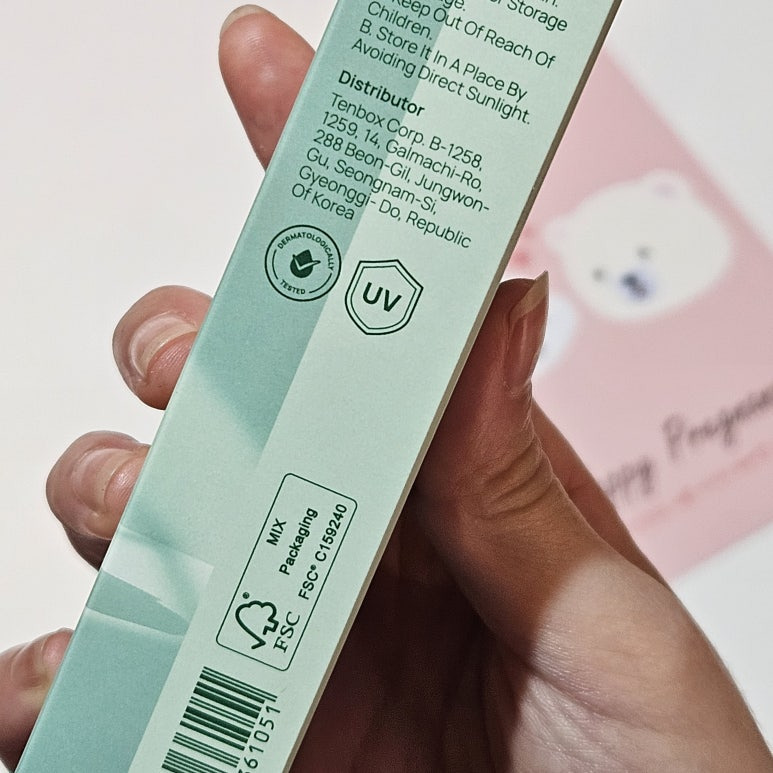 Storage
Keep Out Of Reach Of
Children.
B. Store It In A Place By
Avoiding Direct Sunlight.
Distributor
Tenbox Corp. B-1258,
1259, 14, Galmachi-Ro,
288 Beon-Gil, Jungwon-
Gu, Seongnam-Si,
Gyeonggi- Do, Republic
Of Korea
DERMATOLOGICALLY
TESTED
UV
MIX
Packaging
FSC® C159240
FSC®
61051